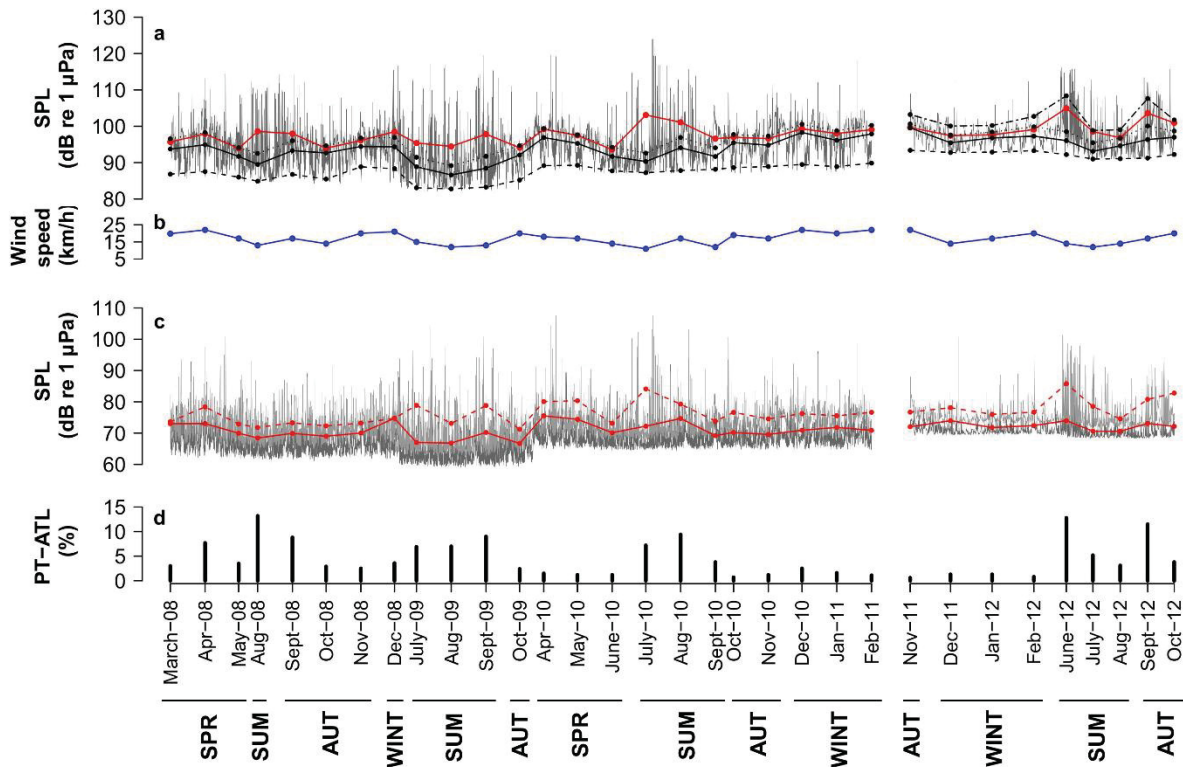 a
SPL
(dB re 1 µPa)
130
120
110
100
90
80
b
Wind
speed
(km/h)
25
15
5
c
SPL
(dB re 1 µPa)
110
100
90
80
70
60
d
PT−ATL
(%)
15
10
5
0
March−08
Apr−08
May−08
Aug−08
Sept−08
Oct−08
Nov−08
Dec−08
July−09
Aug−09
Sept−09
Oct−09
Apr−10
May−10
June−10
July−10
Aug−10
Sept−10
Oct−10
Nov−10
Dec−10
Jan−11
Feb−11
Nov−11
Dec−11
Jan−12
Feb−12
June−12
July−12
Aug−12
Sept−12
Oct−12
SPR
SUM
AUT
WINT
SUM
AUT
SPR
SUM
AUT
WINT
AUT
WINT
SUM
AUT